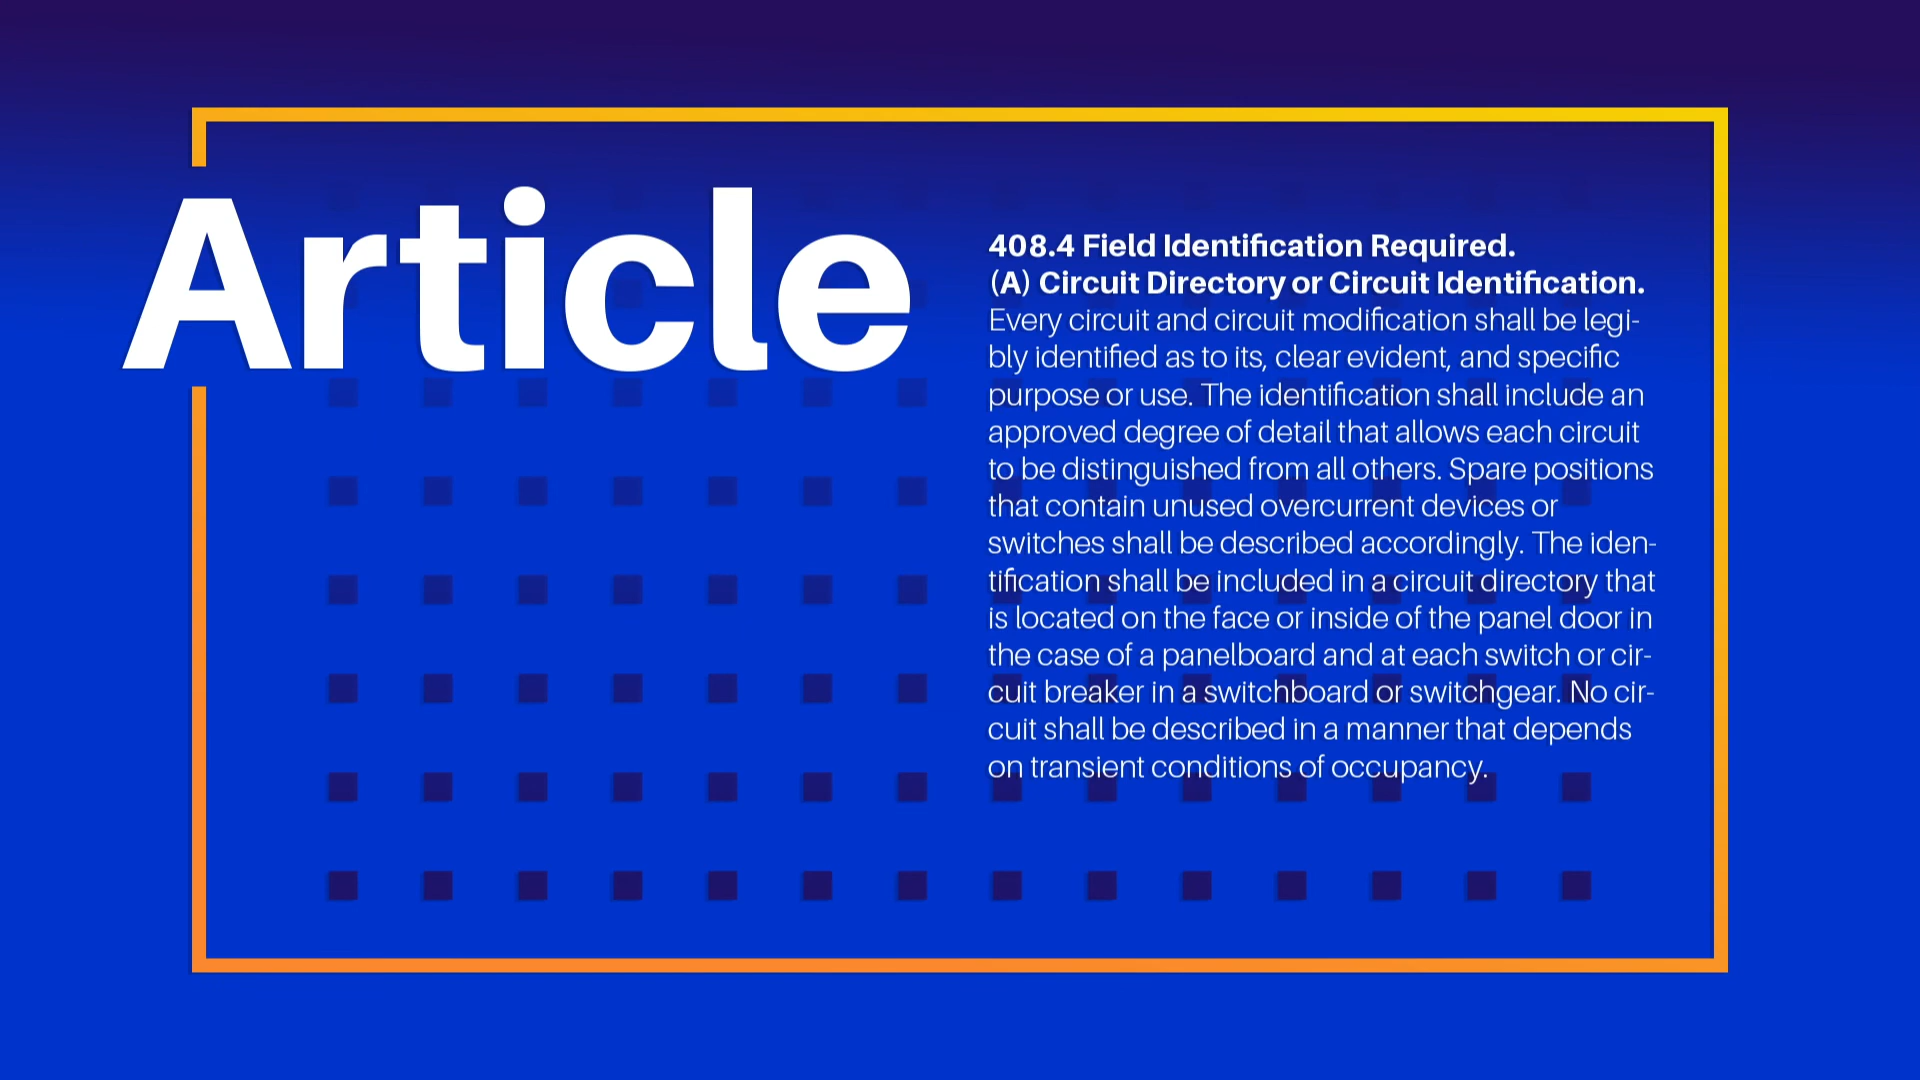 Article
408.4 Field Identification Required.
(A) Circuit Directory or Circuit Identification.
Every circuit and circuit modification shall be legi-
bly identified as to its, clear evident, and specific
purpose or use. The identification shall include an
approved degree of detail that allows each circuit
to be distinguished from all others. Spare positions
that contain unused overcurrent devices or
switches shall be described accordingly. The iden-
tification shall be included in a circuit directory that
is located on the face or inside of the panel door in
the case of a panelboard and at each switch or cir-
cuit breaker in a switchboard or switchgear. No cir-
cuit shall be described in a manner that depends
on transient conditions of occupancy.